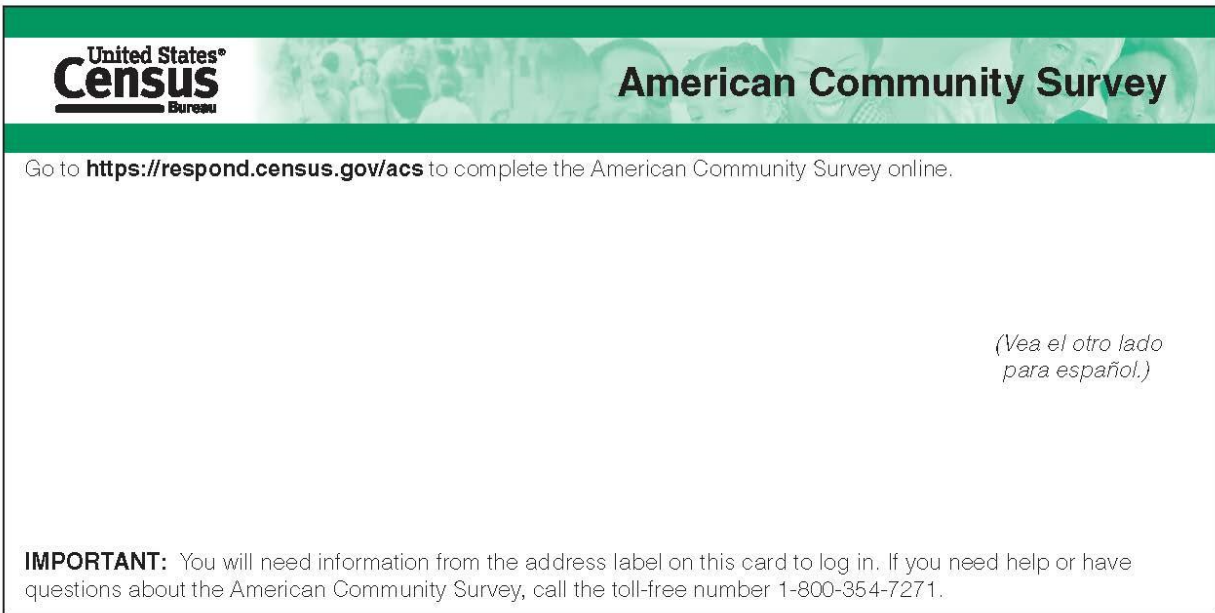 United States®
Census
Bureau
American Community Survey
Go to https://respond.census.gov/acs to complete the American Community Survey online.
(Vea el otro lado
para español.)
IMPORTANT: You will need information from the address label on this card to log in. If you need help or have
questions about the American Community Survey, call the toll-free number 1-800-354-7271.